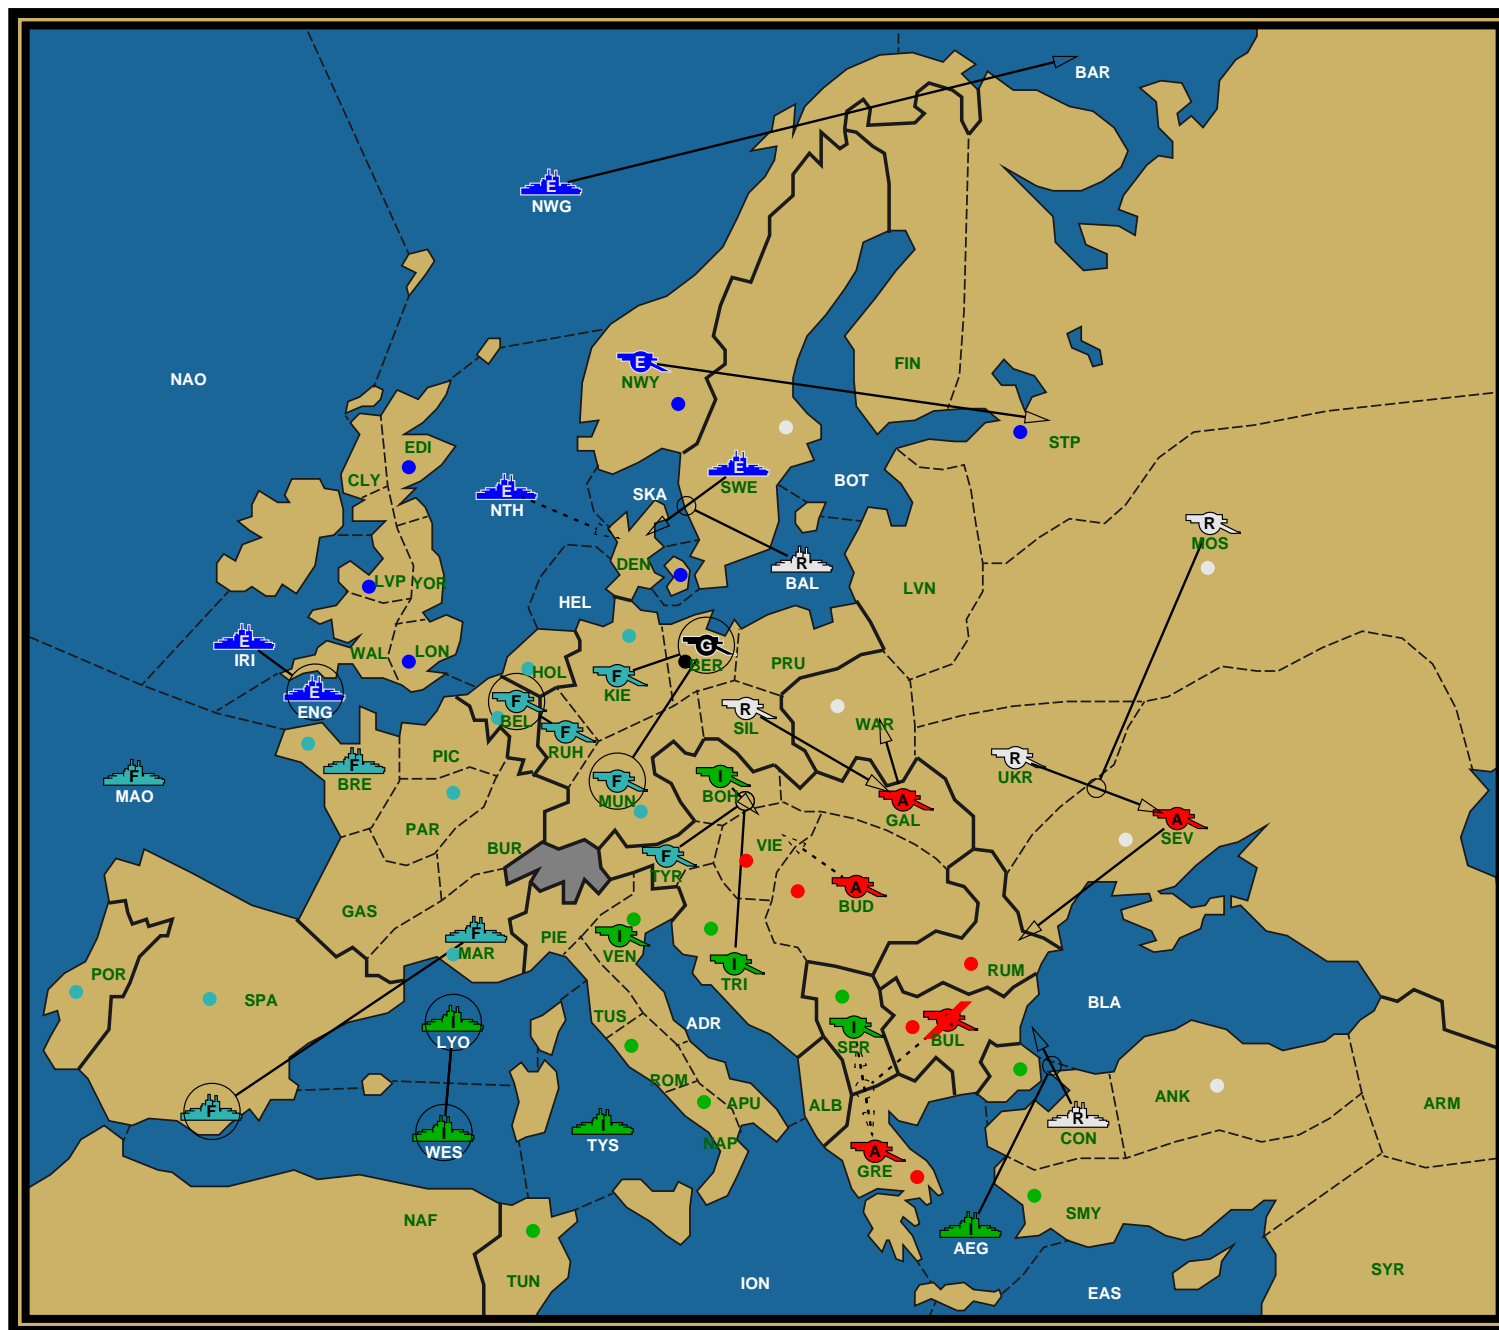 BAR
E
NWG
NAO
E
NWY
FIN
STP
EDI
CLY
E
SWE
E
NTH
SKA
BOT
R
MOS
DEN
R
BAL
LVP
YOR
LVN
HEL
E
IRI
WAL
LON
G
BER
HOL
F
KIE
PRU
E
ENG
F
BEL
R
SIL
WAR
F
RUH
PIC
R
UKR
F
MAO
F
BRE
F
MUN
I
BOH
A
GAL
A
SEV
PAR
BUR
VIE
F
TYR
A
BUD
GAS
F
MAR
PIE
I
VEN
I
TRI
RUM
POR
SPA
BLA
I
LYO
TUS
ADR
I
SER
BUL
ROM
ANK
F
APU
ALB
R
CON
ARM
I
WES
I
TYS
NAP
A
GRE
NAF
SMY
I
AEG
TUN
ION
EAS
SYR